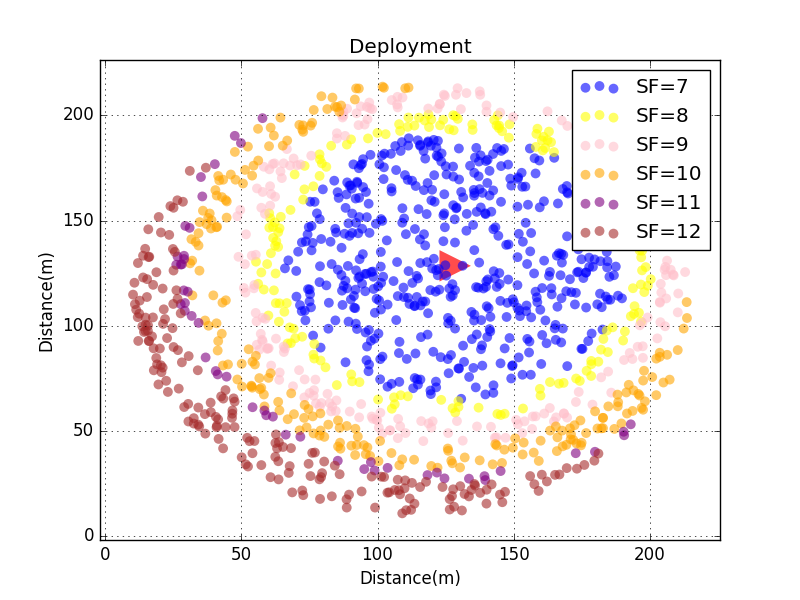 Deployment
SF=7
SF=8
SF=9
SF=10
SF=11
SF=12
200
150
100
50
0
Distance(m)
0 50 100 150 200
Distance(m)